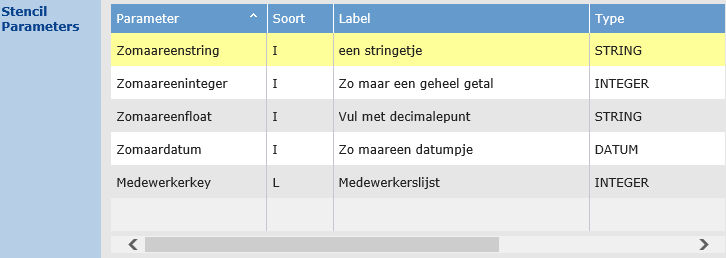 Stencil
Parameters
Parameter Soort Label Type
Zomaareenstring I een stringetje STRING
Zomaareeninteger I Zo maar een geheel getal INTEGER
Zomaareenfloat I Vul met decimalepunt STRING
Zomaardatum I Zo maareen datumpje DATUM
Medewerkerkey L Medewerkerslijst INTEGER